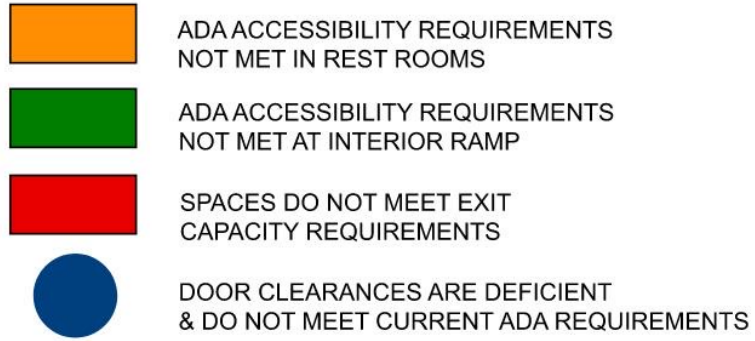 ADA ACCESSIBILITY REQUIREMENTS
NOT MET IN REST ROOMS
ADA ACCESSIBILITY REQUIREMENTS
NOT MET AT INTERIOR RAMP
SPACES DO NOT MEET EXIT
CAPACITY REQUIREMENTS
DOOR CLEARANCES ARE DEFICIENT
& DO NOT MEET CURRENT ADA REQUIREMENTS